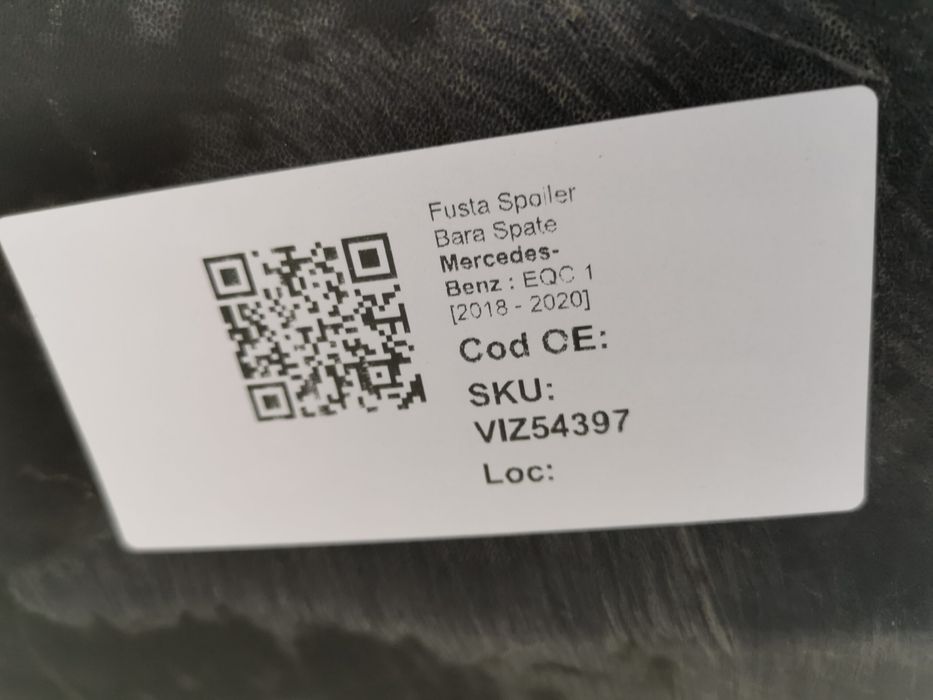 Fusta Spoiler
Bara Spate
Mercedes-
Benz : EQC 1
[2018 - 2020]
Cod OE:
SKU:
VIZ54397
Loc: